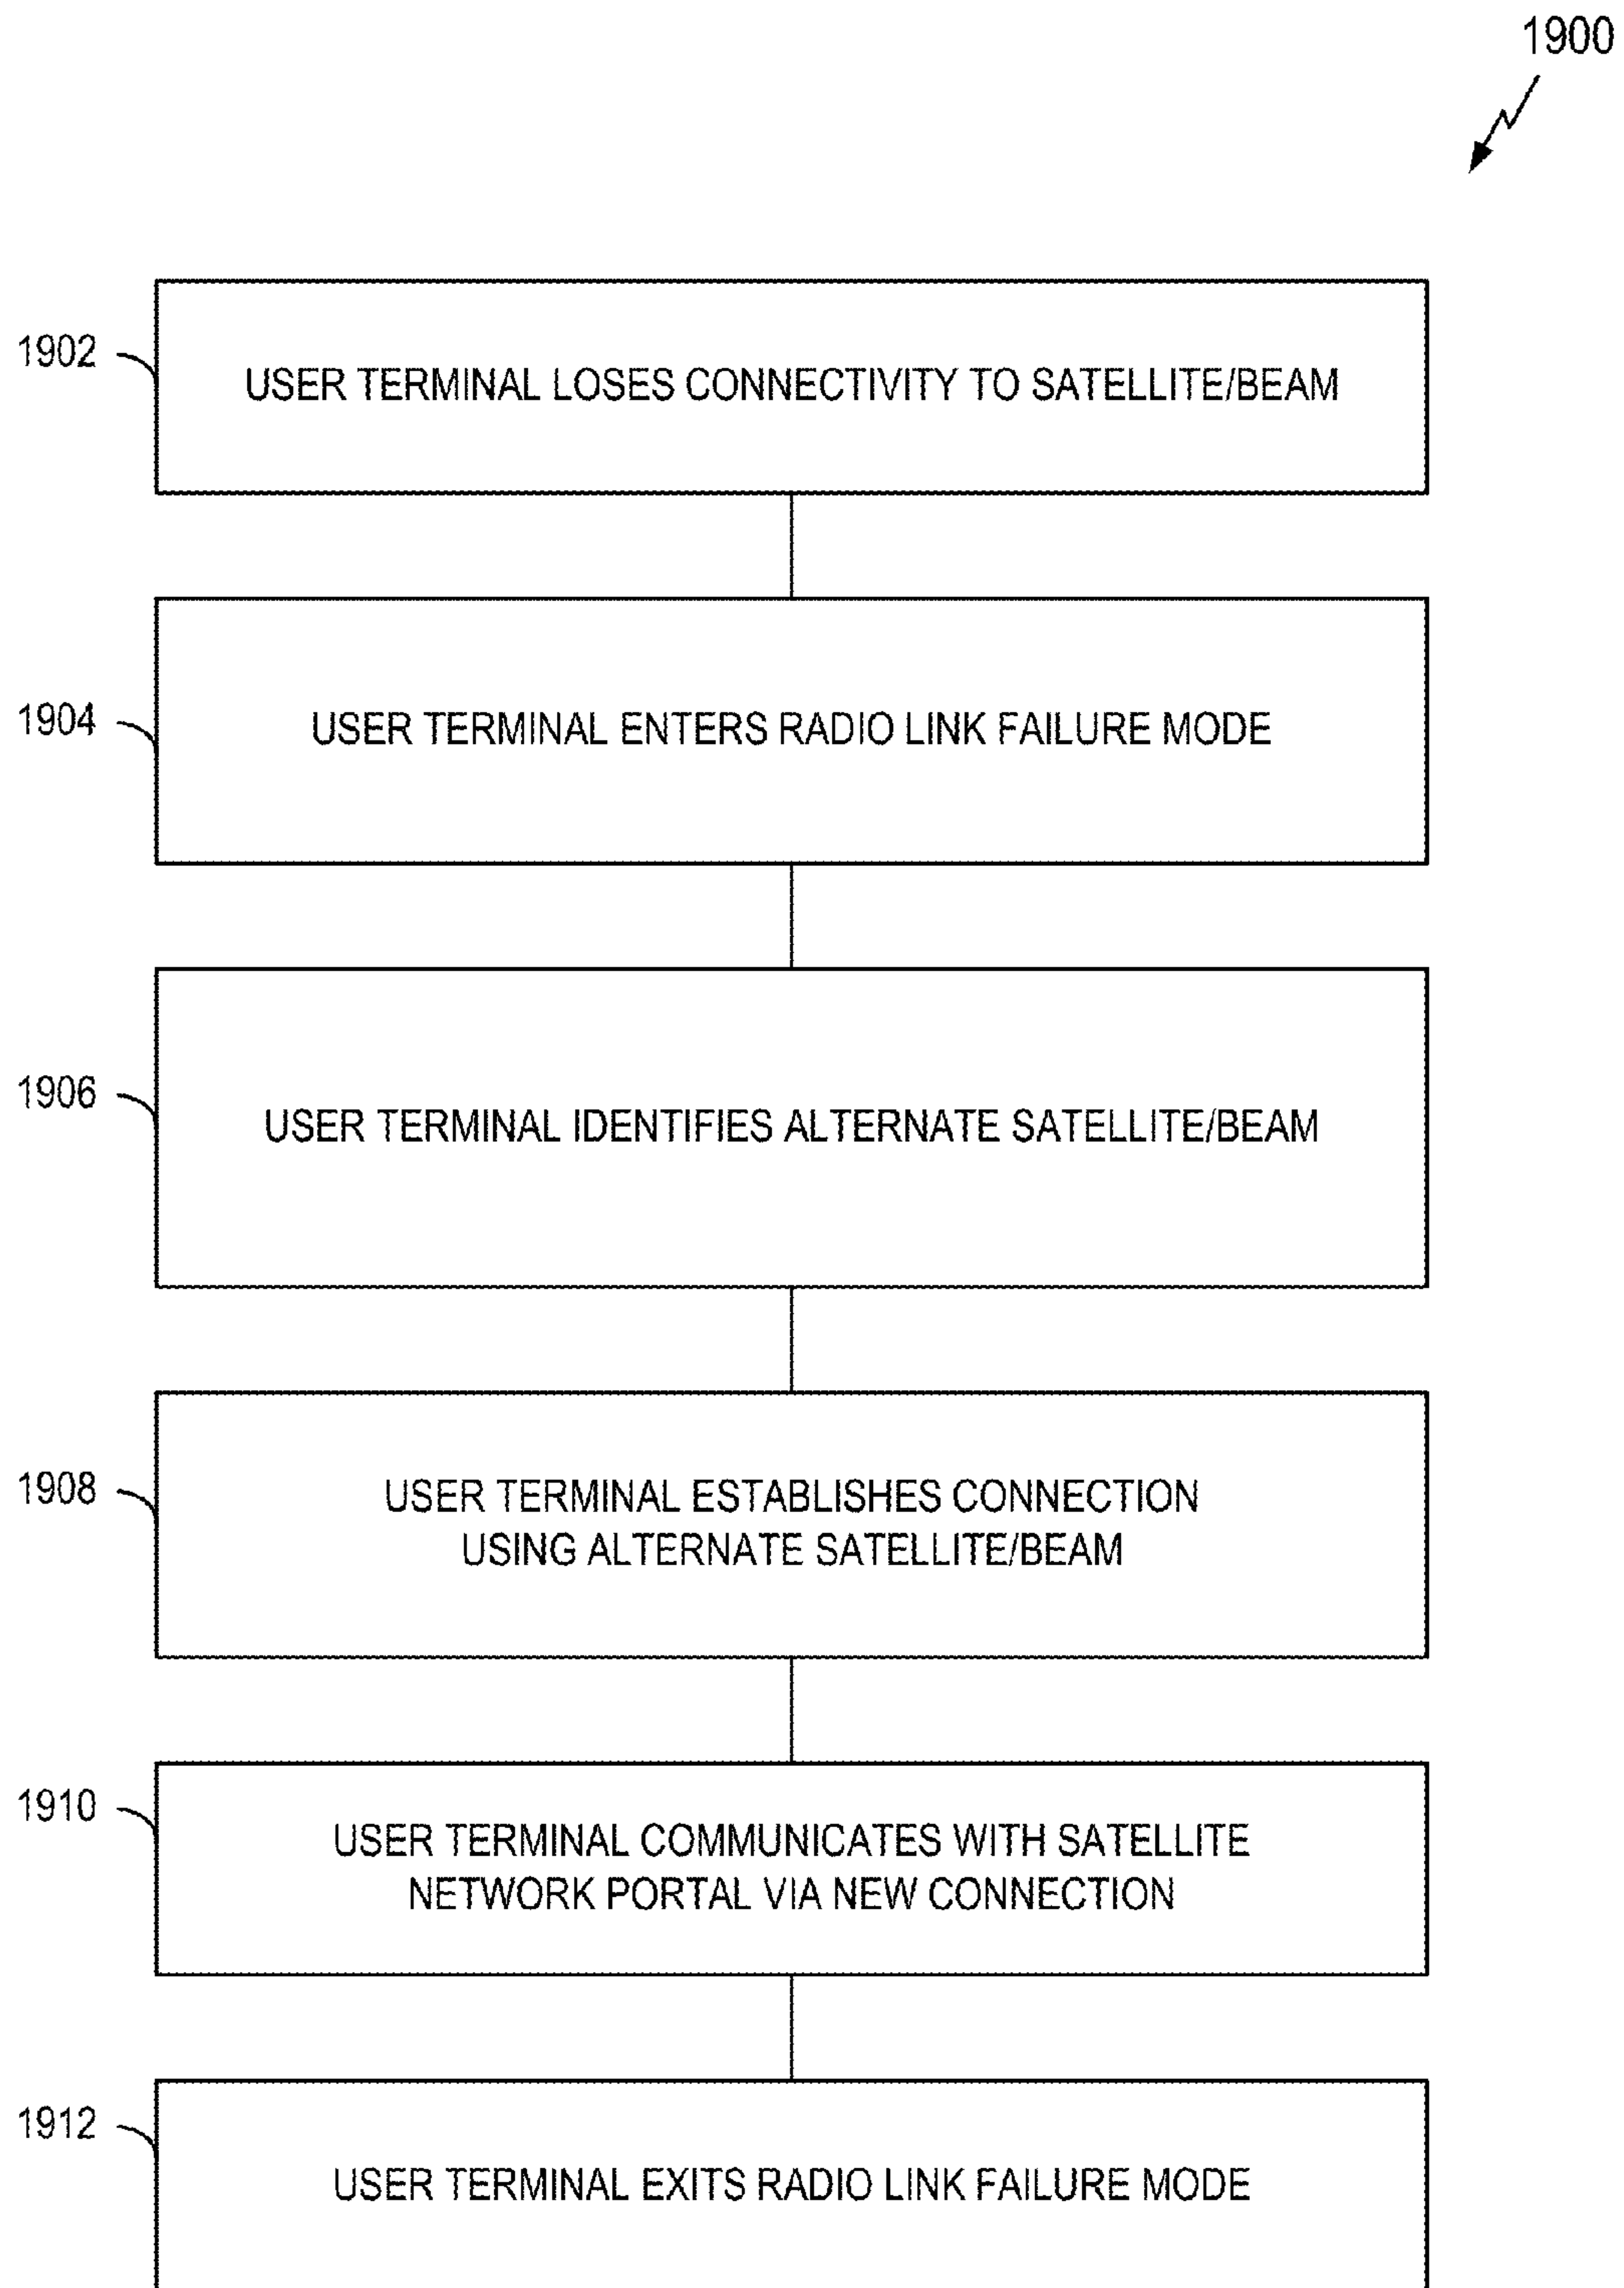 1900
1902
USER TERMINAL LOSES CONNECTIVITY TO SATELLITE/BEAM
1904
USER TERMINAL ENTERS RADIO LINK FAILURE MODE
1906
USER TERMINAL IDENTIFIES ALTERNATE SATELLITE/BEAM
1908
USER TERMINAL ESTABLISHES CONNECTION
USING ALTERNATE SATELLITE/BEAM
1910
USER TERMINAL COMMUNICATES WITH SATELLITE
NETWORK PORTAL VIA NEW CONNECTION
1912
USER TERMINAL EXITS RADIO LINK FAILURE MODE